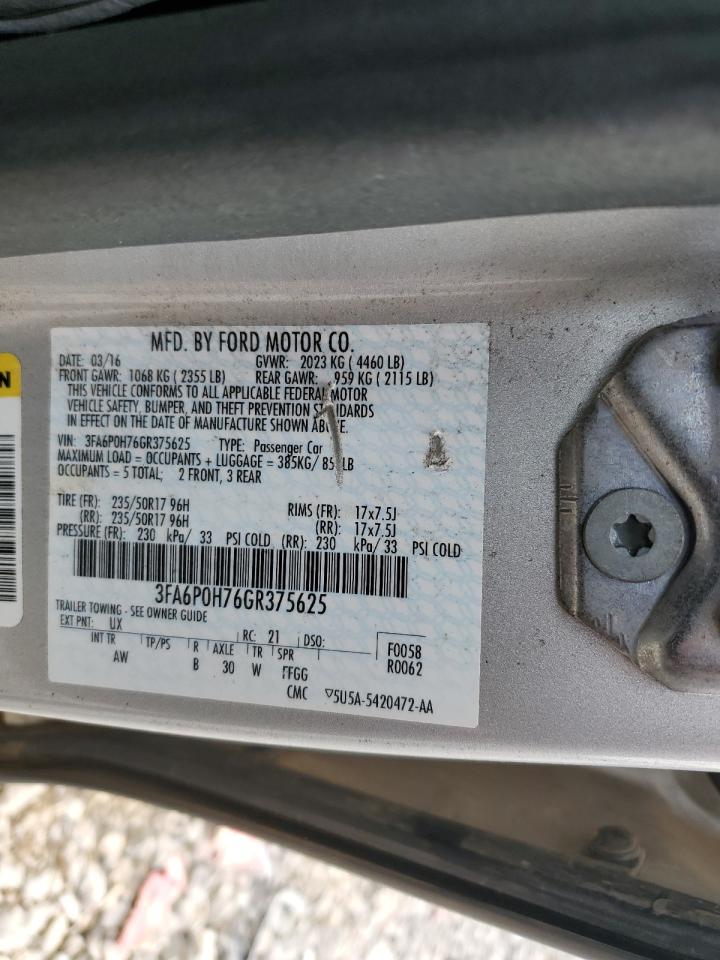 MFD. BY FORD MOTOR CO.
DATE: 03/16 GVWR: 2023 KG ( 4460 LB)
FRONT GAWR: 1068 KG ( 2355 LB) REAR GAWR: 959 KG ( 2115 LB)
THIS VEHICLE CONFORMS TO ALL APPLICABLE FEDERAL MOTOR
VEHICLE SAFETY, BUMPER, AND THEFT PREVENTION STANDARDS
IN EFFECT ON THE DATE OF MANUFACTURE SHOWN ABOVE.
VIN: 3FA6P0H76GR375625 TYPE: Passenger Car
MAXIMUM LOAD = OCCUPANTS + LUGGAGE = 385KG/ LB
OCCUPANTS = 5 TOTAL; 2 FRONT, 3 REAR
TIRE (FR): 235/50R17 96H RIMS (FR): 17x7.5J
(RR): 235/50R17 96H (RR): 17x7.5J
PRESSURE (FR): 230 kPa/ 33 PSI COLD (RR): 230 kPa/ 33 PSI COLD
3FA6P0H76GR375625
TRAILER TOWING - SEE OWNER GUIDE
EXT PNT: UX RC: 21 DSO:
INT TR TP/PS R AXLE TR SPR F0058
AW B 30 W FFGG R0062
CMC ▽5U5A-5420472-AA
N